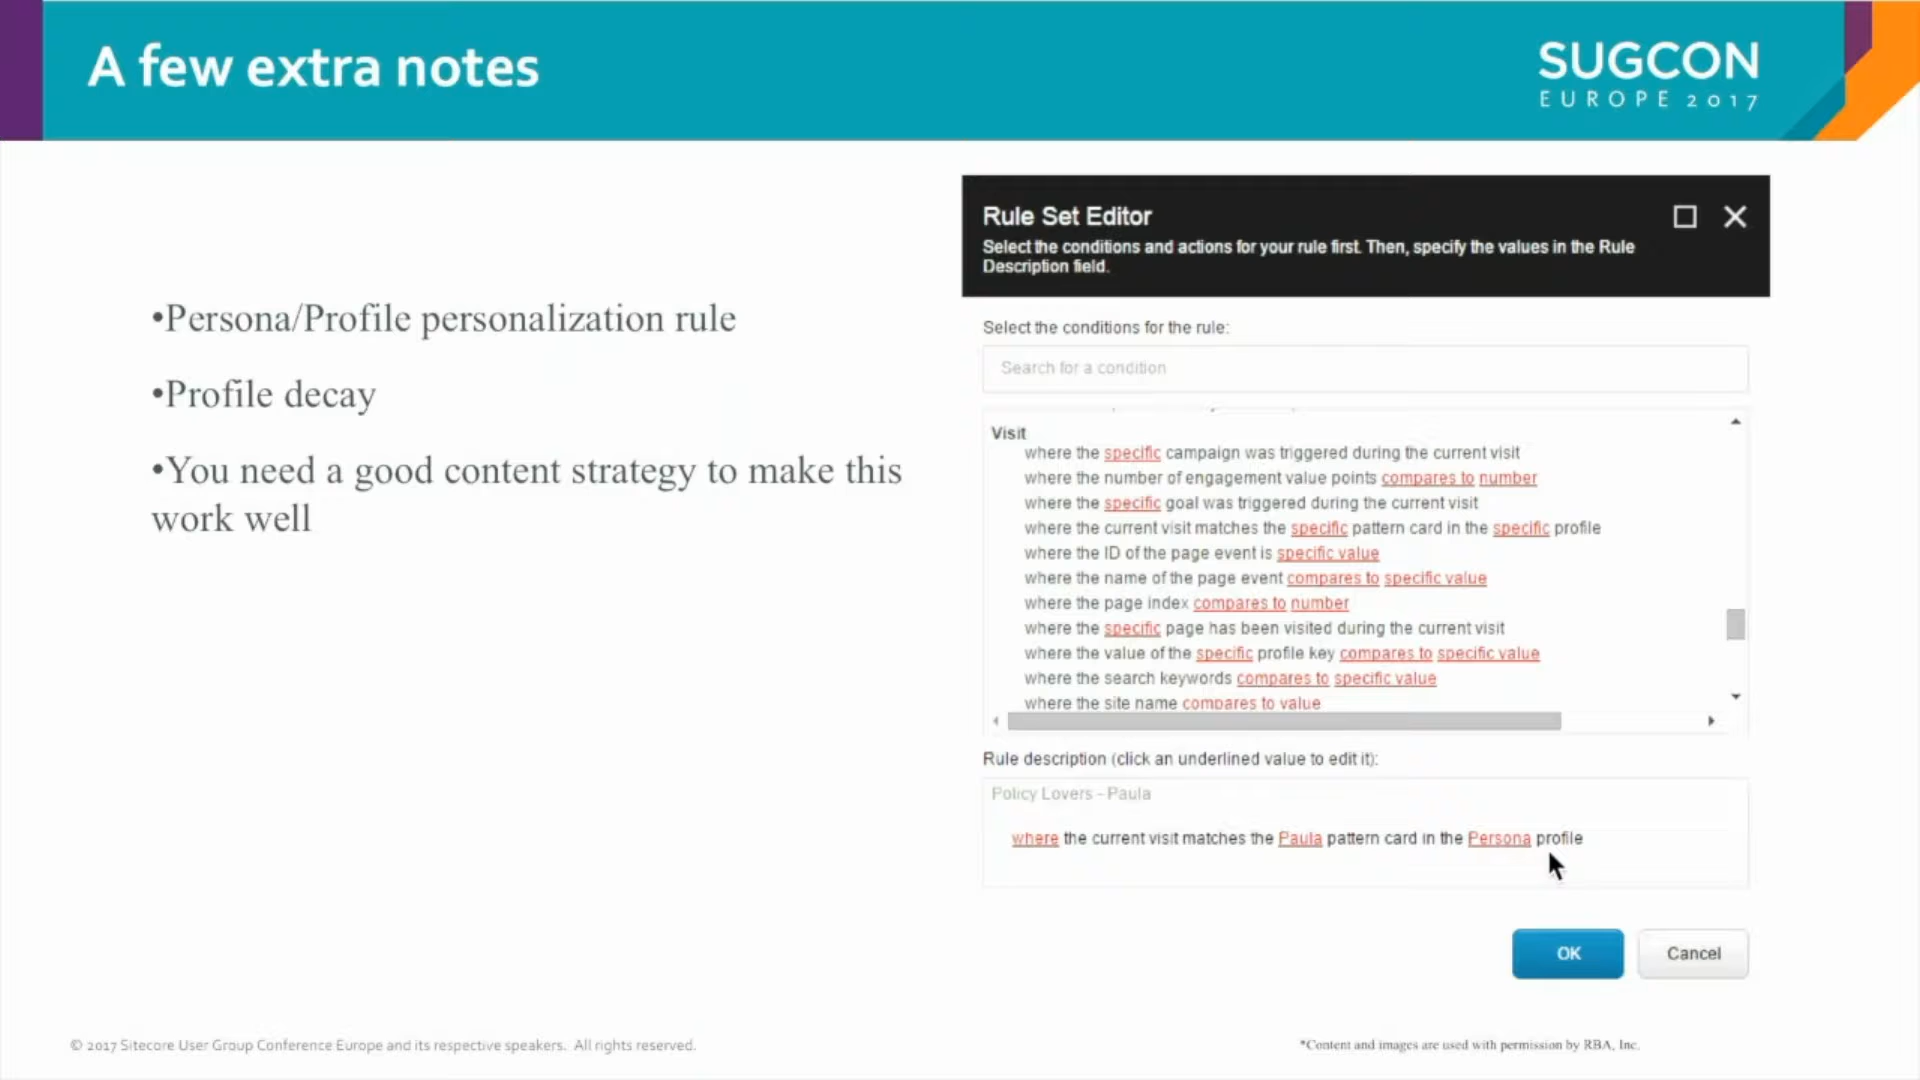 A few extra notes
SUGCON
EUROPE 2017
•Persona/Profile personalization rule
•Profile decay
•You need a good content strategy to make this
work well
Rule Set Editor
Select the conditions and actions for your rule first. Then, specify the values in the Rule
Description field.
Select the conditions for the rule:
Search for a condition
Visit
where the specific campaign was triggered during the current visit
where the number of engagement value points compares to number
where the specific goal was triggered during the current visit
where the current visit matches the specific pattern card in the specific profile
where the ID of the page event is specific value
where the name of the page event compares to specific value
where the page index compares to number
where the specific page has been visited during the current visit
where the value of the specific profile key compares to specific value
where the search keywords compares to specific value
where the site name compares to value
Rule description (click an underlined value to edit it):
Policy Lovers - Paula
where the current visit matches the Paula pattern card in the Persona profile
OK
Cancel
© 2017 Sitecore User Group Conference Europe and its respective speakers. All rights reserved.
*Content and images are used with permission by RBA, Inc.